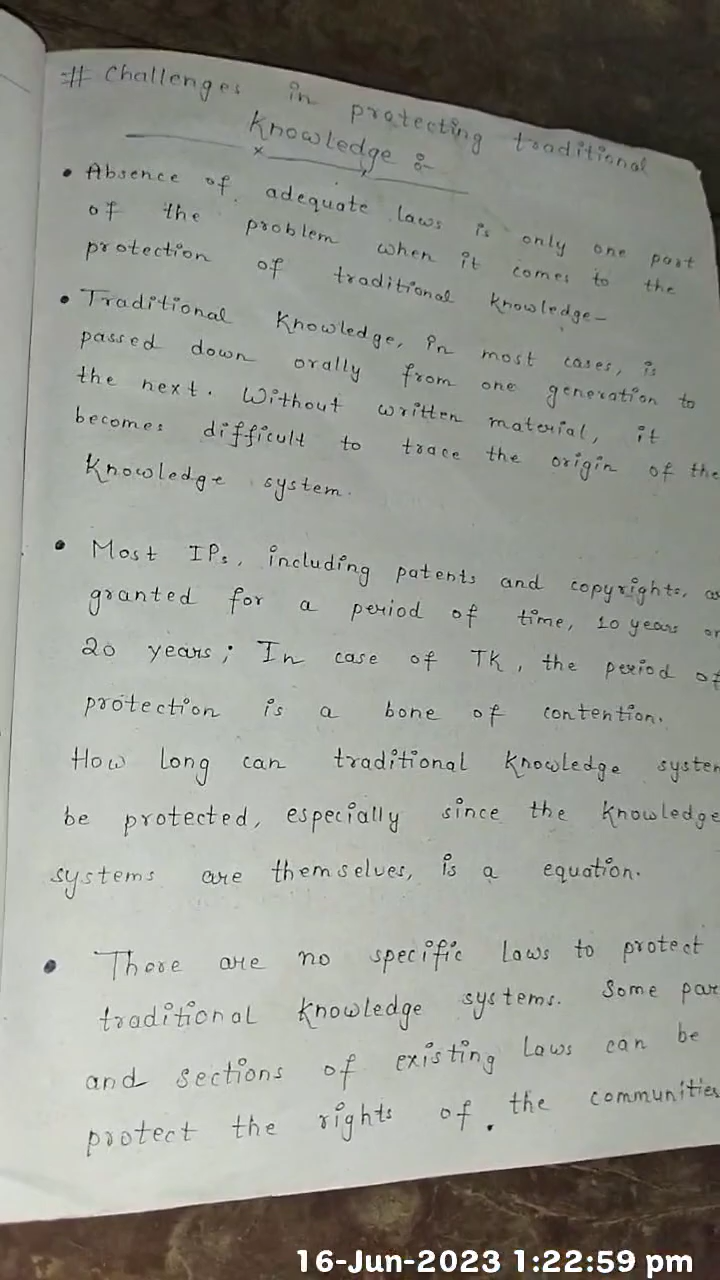 # Challenges in protecting traditional
Knowledge :-
• Absence of adequate laws is only one part
of the problem when it comes to the
protection of traditional knowledge-
• Traditional Knowledge, in most cases, is
passed down orally from one generation to
the next. Without written material, it
becomes difficult to trace the origin of the
Knowledge system.
• Most IPs, including patents and copyrights,
granted for a period of time, 10 years or
20 years; In case of TK, the period of
protection is a bone of contention.
How long can traditional Knowledge system
be protected, especially since the Knowledge
systems are themselves, is a equation.
• There are no specific laws to protect
traditional Knowledge systems. Some
and sections of existing Laws can be
protect the rights of the communities
16-Jun-2023 1:22:59 pm